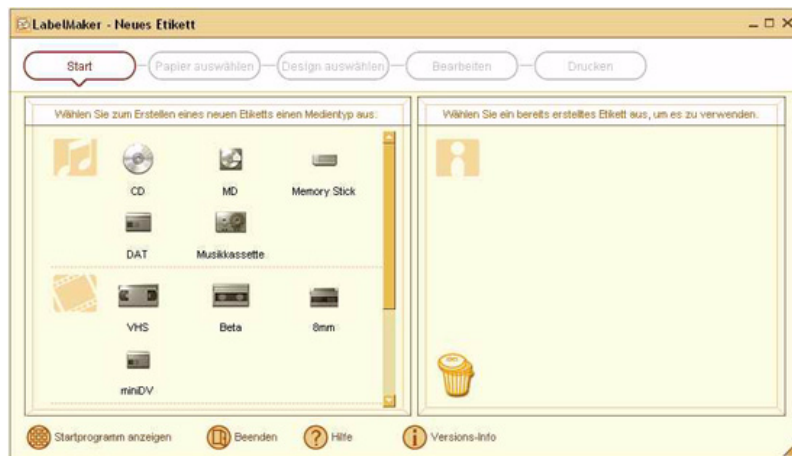 LabelMaker - Neues Etikett
Start
Papier auswählen
Design auswählen
Bearbeiten
Drucken
Wählen Sie zum Erstellen eines neuen Etiketts einen Medientyp aus.
Wählen Sie ein bereits erstelltes Etikett aus, um es zu verwenden.
CD
MD
Memory Stick
DAT
Musikkassette
VHS
Beta
8mm
miniDV
Startprogramm anzeigen
Beenden
Hilfe
Versions-Info